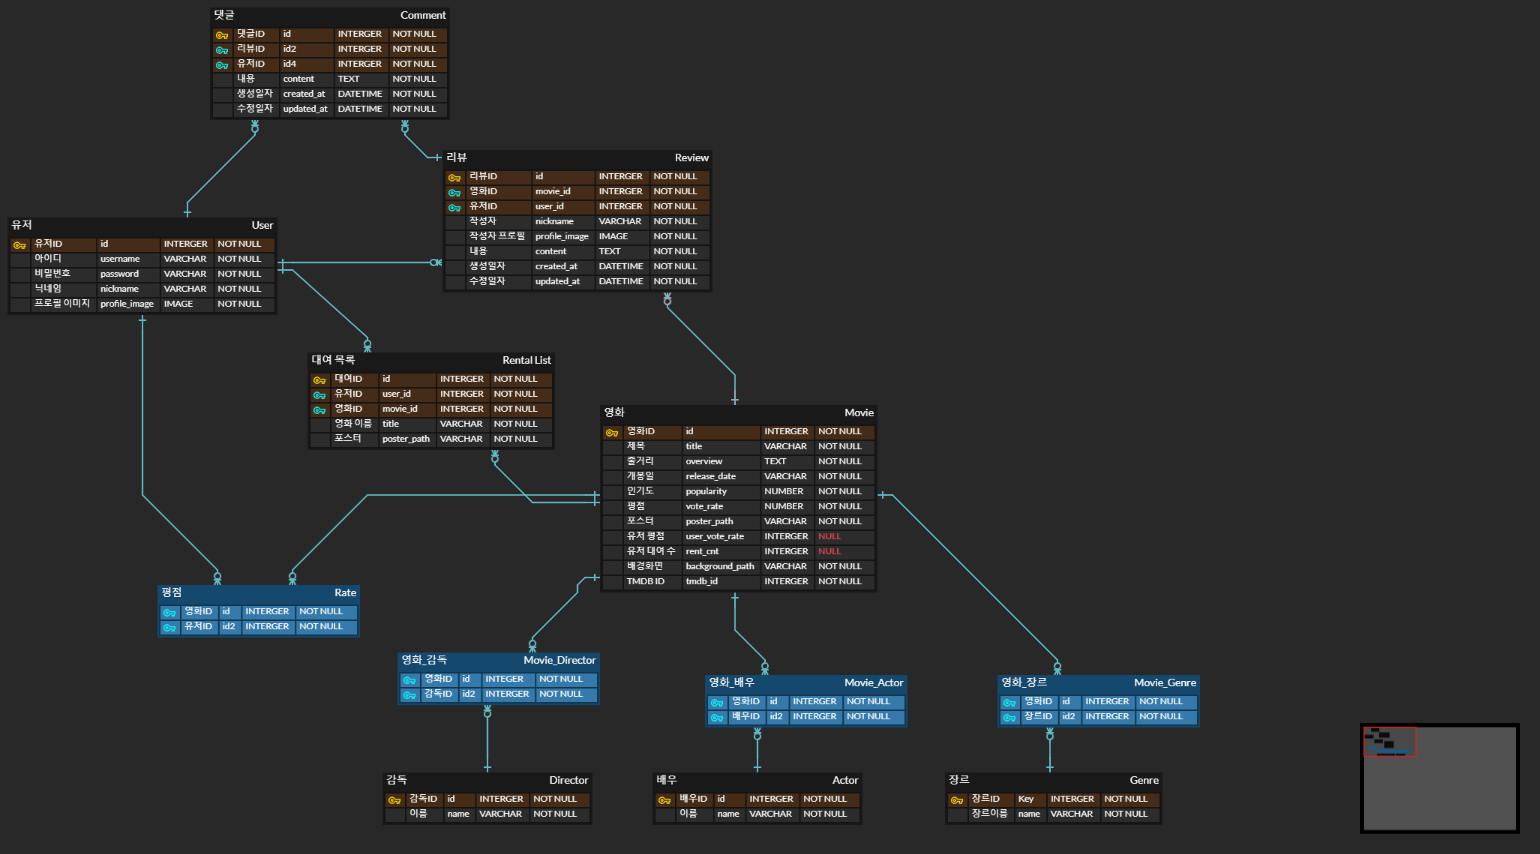 댓글 Comment
댓글ID id INTERGER NOT NULL
리뷰ID id2 INTERGER NOT NULL
유저ID id4 INTERGER NOT NULL
내용 content TEXT NOT NULL
생성일자 created_at DATETIME NOT NULL
수정일자 updated_at DATETIME NOT NULL
리뷰 Review
리뷰ID id INTERGER NOT NULL
영화ID movie_id INTERGER NOT NULL
유저ID user_id INTERGER NOT NULL
작성자 nickname VARCHAR NOT NULL
작성자 프로필 profile_image IMAGE NOT NULL
내용 content TEXT NOT NULL
생성일자 created_at DATETIME NOT NULL
수정일자 updated_at DATETIME NOT NULL
유저 User
유저ID id INTERGER NOT NULL
아이디 username VARCHAR NOT NULL
비밀번호 password VARCHAR NOT NULL
닉네임 nickname VARCHAR NOT NULL
프로필 이미지 profile_image IMAGE NOT NULL
대여 목록 Rental List
대여ID id INTERGER NOT NULL
유저ID user_id INTERGER NOT NULL
영화ID movie_id INTERGER NOT NULL
영화 이름 title VARCHAR NOT NULL
포스터 poster_path VARCHAR NOT NULL
영화 Movie
영화ID id INTERGER NOT NULL
제목 title VARCHAR NOT NULL
줄거리 overview TEXT NOT NULL
개봉일 release_date VARCHAR NOT NULL
인기도 popularity NUMBER NOT NULL
평점 vote_rate NUMBER NOT NULL
포스터 poster_path VARCHAR NOT NULL
유저 평점 user_vote_rate INTERGER NULL
유저 대여 수 rent_cnt INTERGER NULL
배경화면 background_path VARCHAR NOT NULL
TMDB ID tmdb_id INTERGER NOT NULL
평점 Rate
영화ID id INTERGER NOT NULL
유저ID id2 INTERGER NOT NULL
영화_감독 Movie_Director
영화ID id INTEGER NOT NULL
감독ID id2 INTERGER NOT NULL
영화_배우 Movie_Actor
영화ID id INTERGER NOT NULL
배우ID id2 INTERGER NOT NULL
영화_장르 Movie_Genre
영화ID id INTERGER NOT NULL
장르ID id2 INTERGER NOT NULL
감독 Director
감독ID id INTERGER NOT NULL
이름 name VARCHAR NOT NULL
배우 Actor
배우ID id INTERGER NOT NULL
이름 name VARCHAR NOT NULL
장르 Genre
장르ID Key INTERGER NOT NULL
장르이름 name VARCHAR NOT NULL